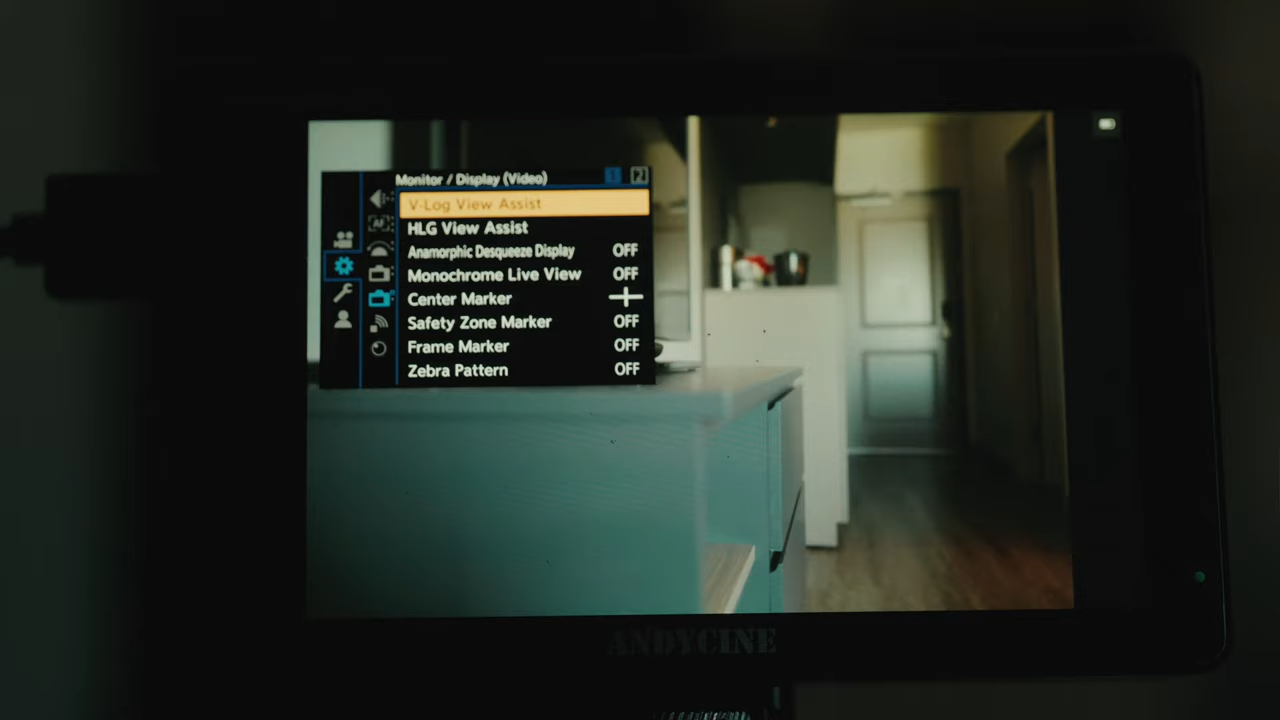 Monitor / Display (Video) 1 2
V-Log View Assist
HLG View Assist
Anamorphic Desqueeze Display OFF
Monochrome Live View OFF
Center Marker
Safety Zone Marker OFF
Frame Marker OFF
Zebra Pattern OFF
AF
ANDYCINE